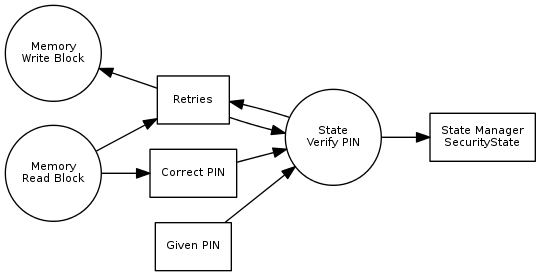 Memory
Write Block
Retries
State
Verify PIN
State Manager
SecurityState
Memory
Read Block
Correct PIN
Given PIN